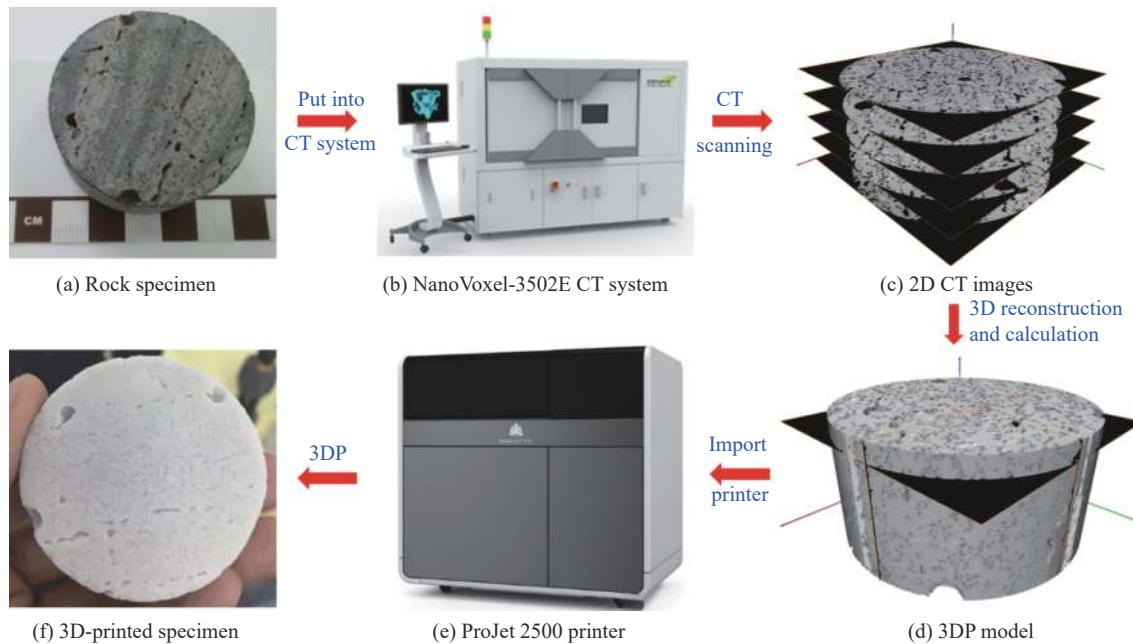 CM
Put into
CT system
CT
scanning
(a) Rock specimen
(b) NanoVoxel-3502E CT system
(c) 2D CT images
3D reconstruction
and calculation
3DP
Import
printer
(f) 3D-printed specimen
(e) ProJet 2500 printer
(d) 3DP model